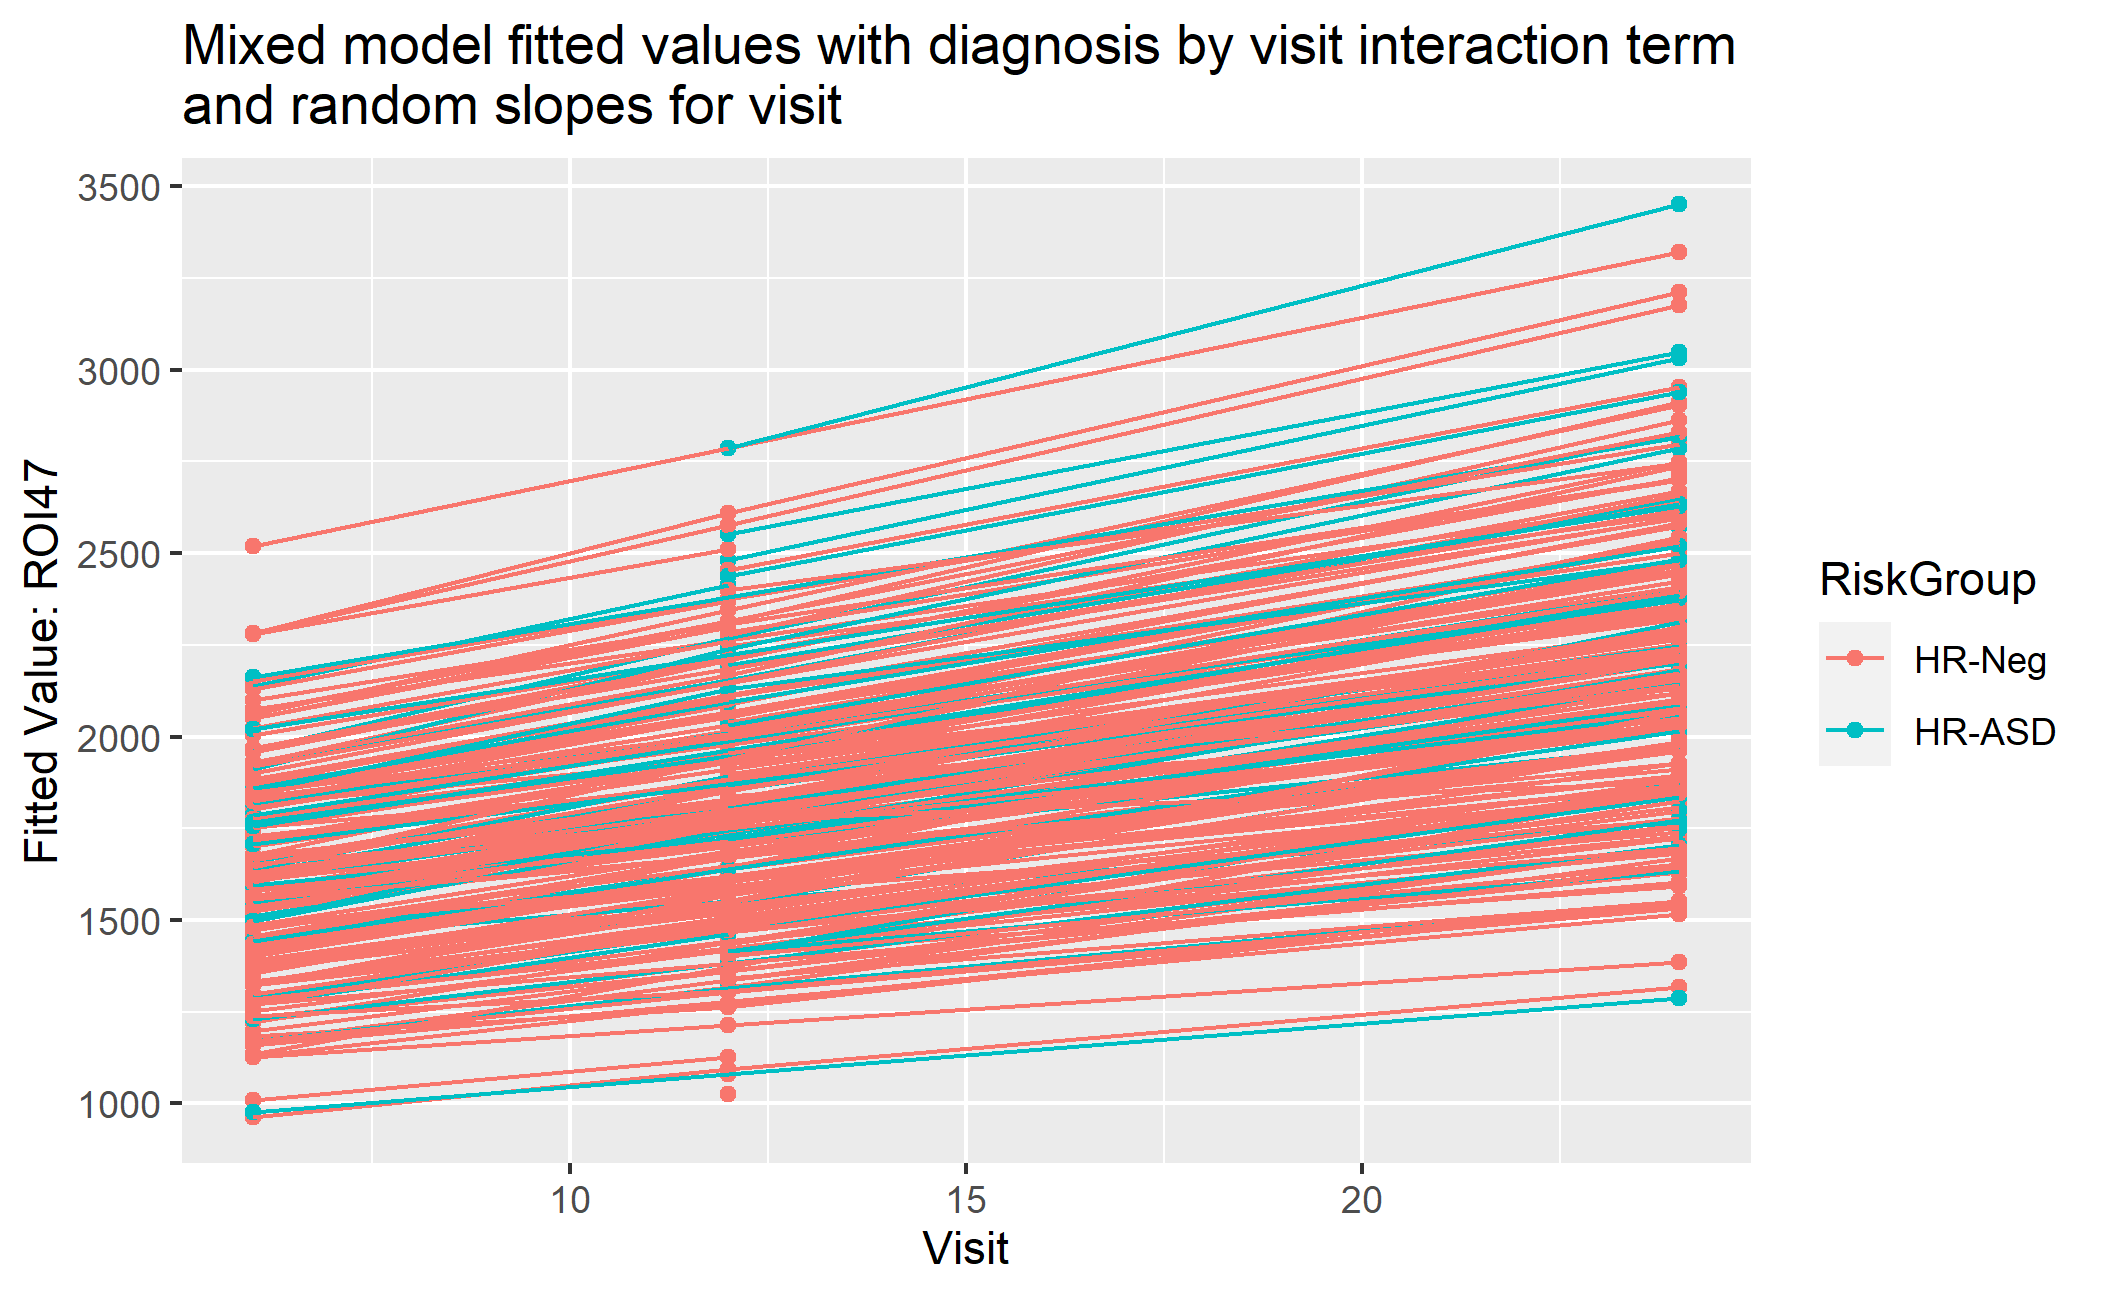 Mixed model fitted values with diagnosis by visit interaction term
and random slopes for visit
3500
3000
2500
2000
1500
1000
Fitted Value: ROI47
10
15
20
Visit
RiskGroup
HR-Neg
HR-ASD